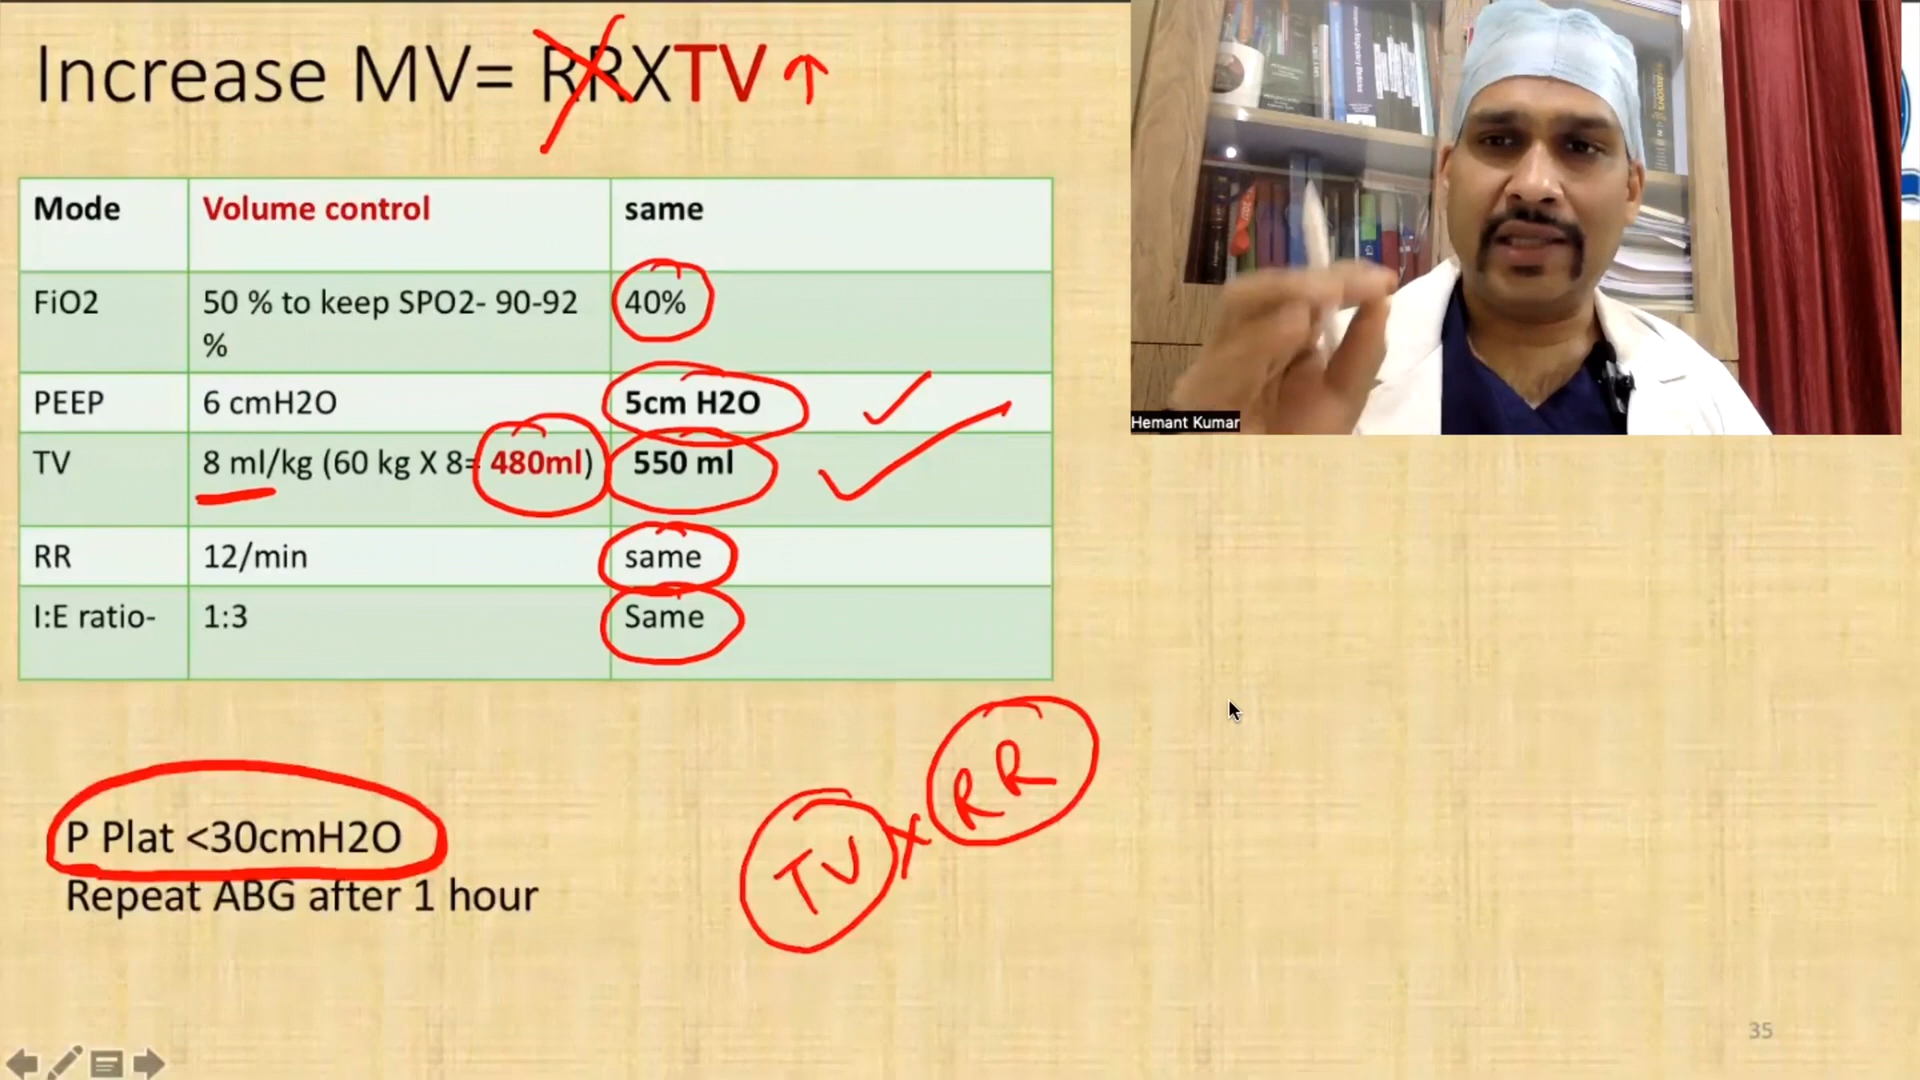 Increase MV= RRXTV ↑
Mode Volume control same
FiO2 50 % to keep SPO2- 90-92 % 40%
PEEP 6 cmH2O 5cm H2O
TV 8 ml/kg (60 kg X 8= 480ml) 550 ml
RR 12/min same
I:E ratio- 1:3 Same
P Plat <30cmH2O
Repeat ABG after 1 hour
TV X RR
Hemant Kumar
35